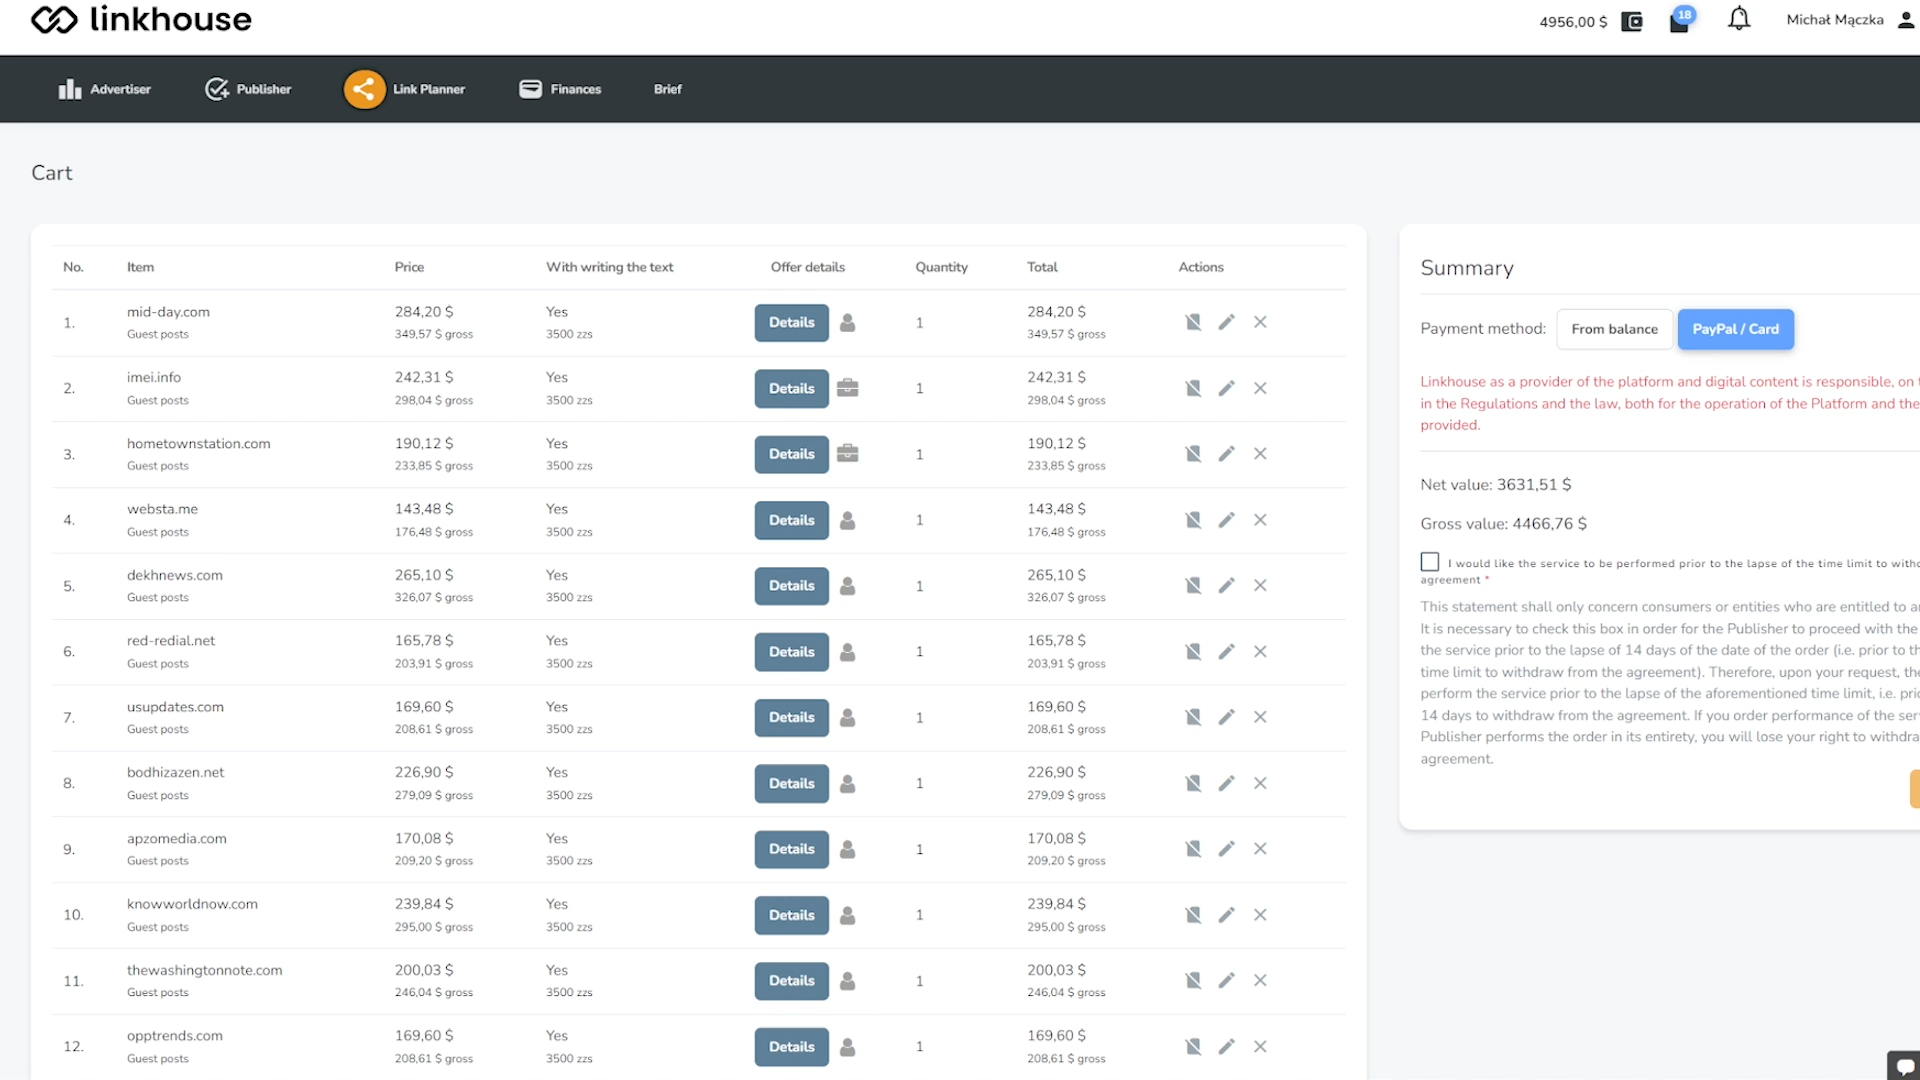 linkhouse
4956,00 $
18
Michał Mączka
Advertiser
Publisher
Link Planner
Finances
Brief
Cart
No. Item Price With writing the text Offer details Quantity Total Actions
1. mid-day.com 284,20 $ Yes Details 1 284,20 $
Guest posts 349,57 $ gross 3500 zzs 349,57 $ gross
2. imei.info 242,31 $ Yes Details 1 242,31 $
Guest posts 298,04 $ gross 3500 zzs 298,04 $ gross
3. hometownstation.com 190,12 $ Yes Details 1 190,12 $
Guest posts 233,85 $ gross 3500 zzs 233,85 $ gross
4. websta.me 143,48 $ Yes Details 1 143,48 $
Guest posts 176,48 $ gross 3500 zzs 176,48 $ gross
5. dekhnews.com 265,10 $ Yes Details 1 265,10 $
Guest posts 326,07 $ gross 3500 zzs 326,07 $ gross
6. red-redial.net 165,78 $ Yes Details 1 165,78 $
Guest posts 203,91 $ gross 3500 zzs 203,91 $ gross
7. usupdates.com 169,60 $ Yes Details 1 169,60 $
Guest posts 208,61 $ gross 3500 zzs 208,61 $ gross
8. bodhizazen.net 226,90 $ Yes Details 1 226,90 $
Guest posts 279,09 $ gross 3500 zzs 279,09 $ gross
9. apzomedia.com 170,08 $ Yes Details 1 170,08 $
Guest posts 209,20 $ gross 3500 zzs 209,20 $ gross
10. knowworldnow.com 239,84 $ Yes Details 1 239,84 $
Guest posts 295,00 $ gross 3500 zzs 295,00 $ gross
11. thewashingtonnote.com 200,03 $ Yes Details 1 200,03 $
Guest posts 246,04 $ gross 3500 zzs 246,04 $ gross
12. opptrends.com 169,60 $ Yes Details 1 169,60 $
Guest posts 208,61 $ gross 3500 zzs 208,61 $ gross
Summary
Payment method: From balance PayPal / Card
Linkhouse as a provider of the platform and digital content is responsible, on
in the Regulations and the law, both for the operation of the Platform and the
provided.
Net value: 3631,51 $
Gross value: 4466,76 $
I would like the service to be performed prior to the lapse of the time limit to
agreement *
This statement shall only concern consumers or entities who are entitled to
It is necessary to check this box in order for the Publisher to proceed with the
the service prior to the lapse of 14 days of the date of the order (i.e. prior to
time limit to withdraw from the agreement). Therefore, upon your request,
perform the service prior to the lapse of the aforementioned time limit, i.e.
14 days to withdraw from the agreement. If you order performance of the
Publisher performs the order in its entirety, you will lose your right to
agreement.